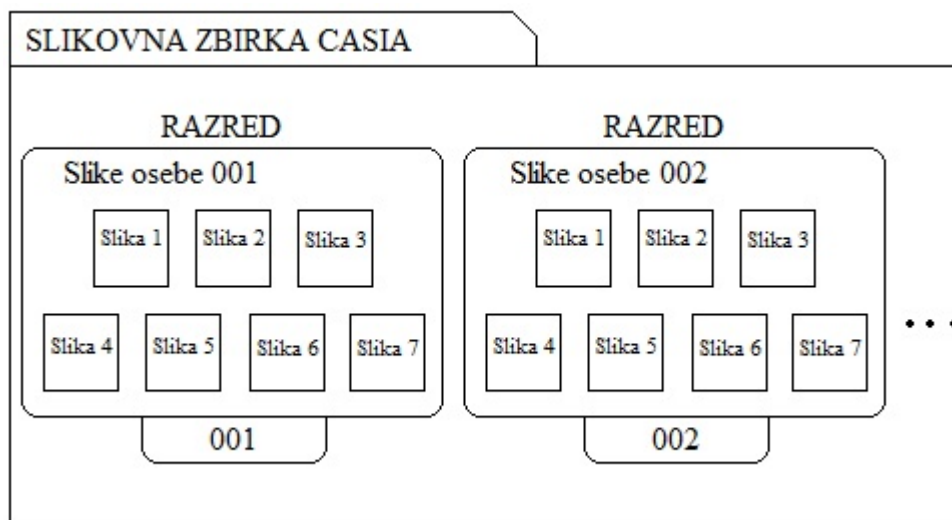 SLIKOVNA ZBIRKA CASIA
RAZRED
Slike osebe 001
Slika 1 Slika 2 Slika 3
Slika 4 Slika 5 Slika 6 Slika 7
001
RAZRED
Slike osebe 002
Slika 1 Slika 2 Slika 3
Slika 4 Slika 5 Slika 6 Slika 7
002
...